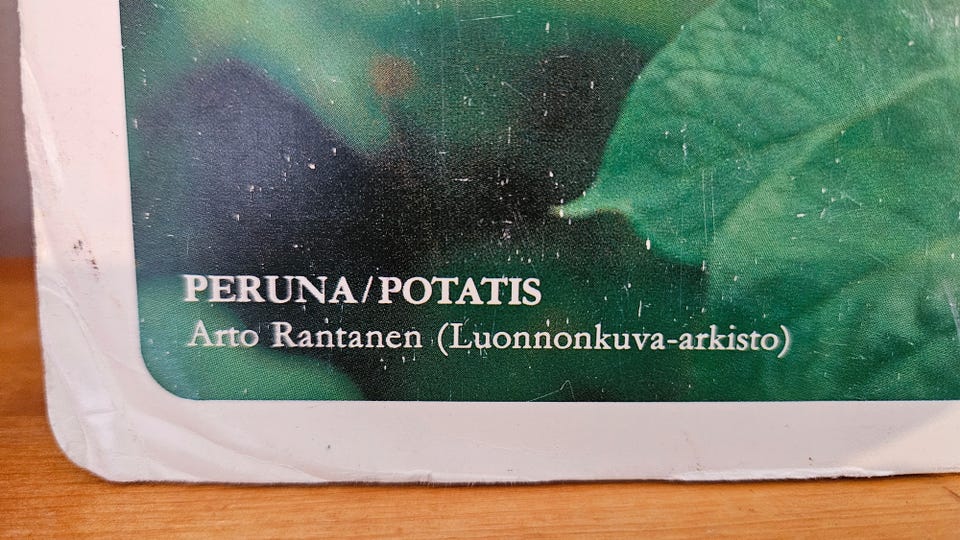 PERUNA/POTATIS
Arto Rantanen (Luonnonkuva-arkisto)